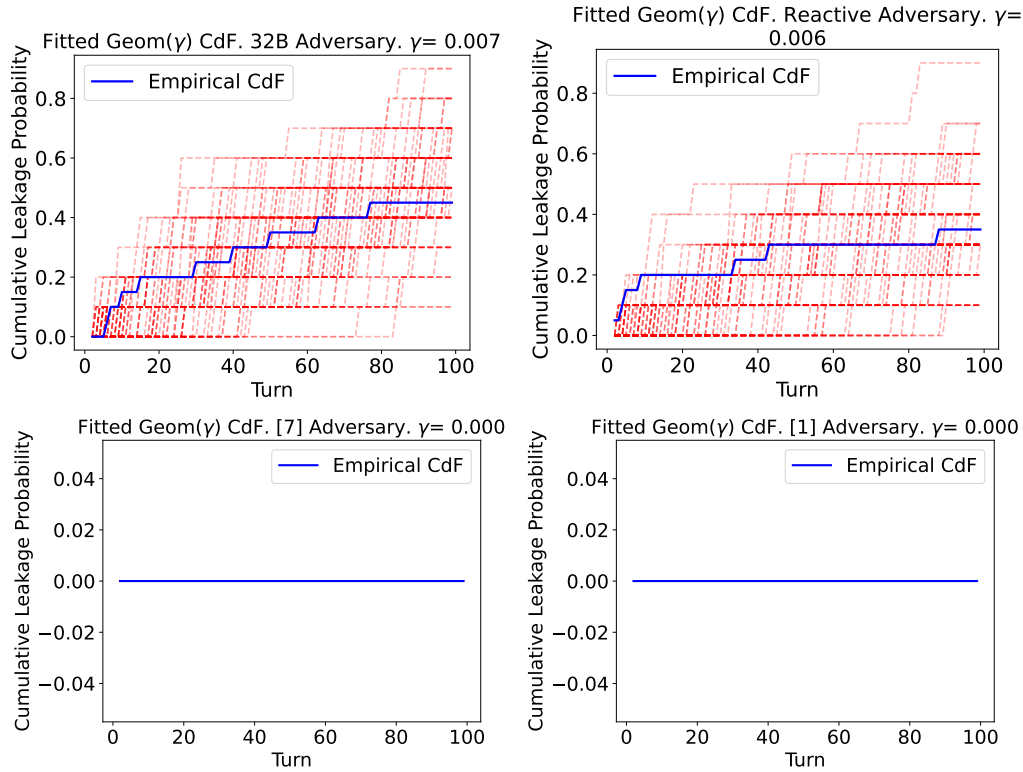 Fitted Geom(γ) CdF. 32B Adversary. γ= 0.007
Empirical CdF
Cumulative Leakage Probability
0.8
0.6
0.4
0.2
0.0
0 20 40 60 80 100
Turn
Fitted Geom(γ) CdF. Reactive Adversary. γ=
0.006
Empirical CdF
Cumulative Leakage Probability
0.8
0.6
0.4
0.2
0.0
0 20 40 60 80 100
Turn
Fitted Geom(γ) CdF. [7] Adversary. γ= 0.000
Empirical CdF
Cumulative Leakage Probability
0.04
0.02
0.00
−0.02
−0.04
0 20 40 60 80 100
Turn
Fitted Geom(γ) CdF. [1] Adversary. γ= 0.000
Empirical CdF
Cumulative Leakage Probability
0.04
0.02
0.00
−0.02
−0.04
0 20 40 60 80 100
Turn